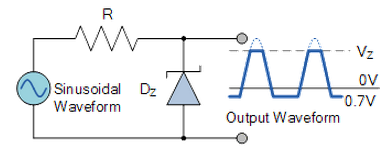 R
Sinusoidal
Waveform
DZ
VZ
0V
0.7V
Output Waveform